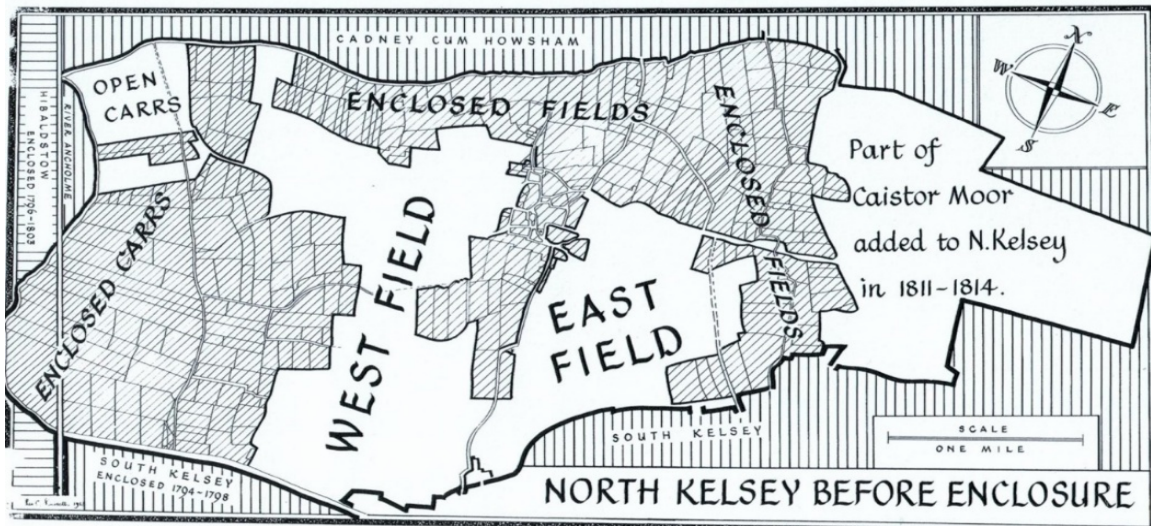 CADNEY CUM HOWSHAM
OPEN
CARRS
ENCLOSED FIELDS
ENCLOSED
FIELDS
N
W
E
S
Part of
Caistor Moor
added to N.Kelsey
in 1811-1814.
HIBALDSTOW
ENCLOSED 1796-1803
RIVER ANCHOLME
ENCLOSED CARRS
WEST FIELD
EAST
FIELD
SOUTH KELSEY
SCALE
ONE MILE
SOUTH KELSEY
ENCLOSED 1794-1798
NORTH KELSEY BEFORE ENCLOSURE